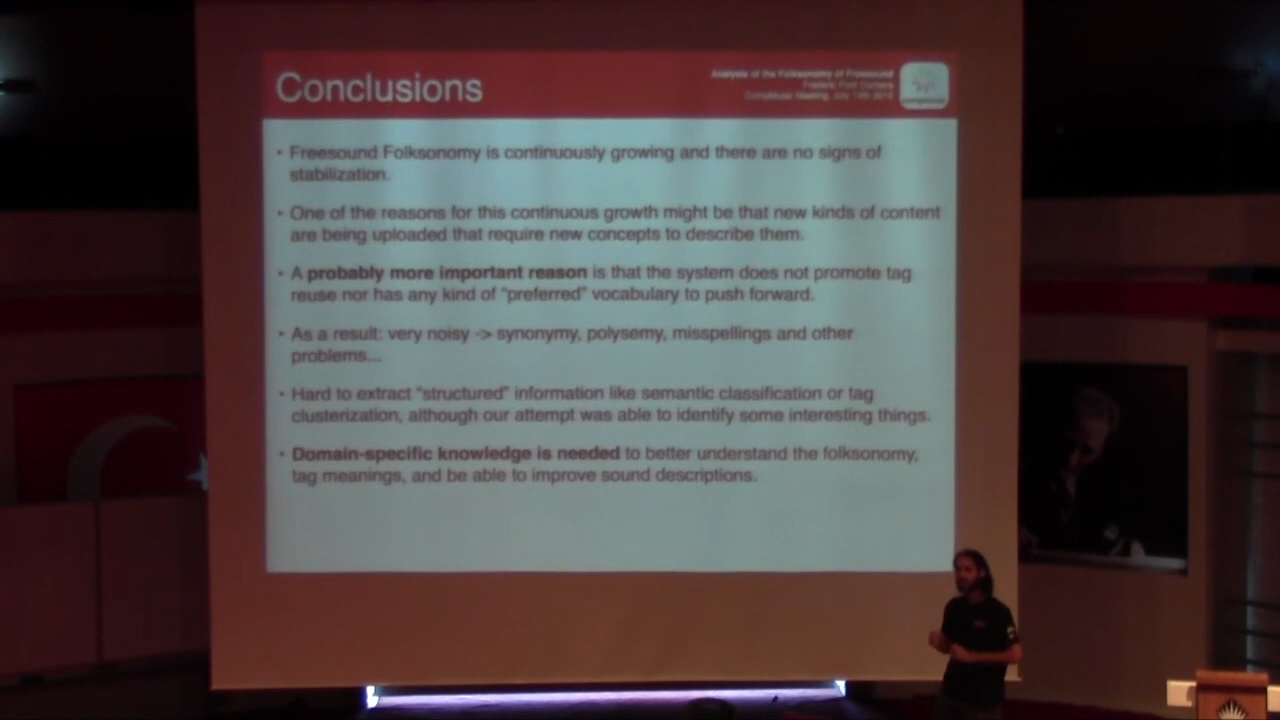 Conclusions
Analysis of the Folksonomy of Freesound
Frederic Font Corbera
CompMusic Meeting, July 13th 2012
• Freesound Folksonomy is continuously growing and there are no signs of
stabilization.
• One of the reasons for this continuous growth might be that new kinds of content
are being uploaded that require new concepts to describe them.
• A probably more important reason is that the system does not promote tag
reuse nor has any kind of "preferred" vocabulary to push forward.
• As a result: very noisy -> synonymy, polysemy, misspellings and other
problems...
• Hard to extract "structured" information like semantic classification or tag
clusterization, although our attempt was able to identify some interesting things.
• Domain-specific knowledge is needed to better understand the folksonomy,
tag meanings, and be able to improve sound descriptions.